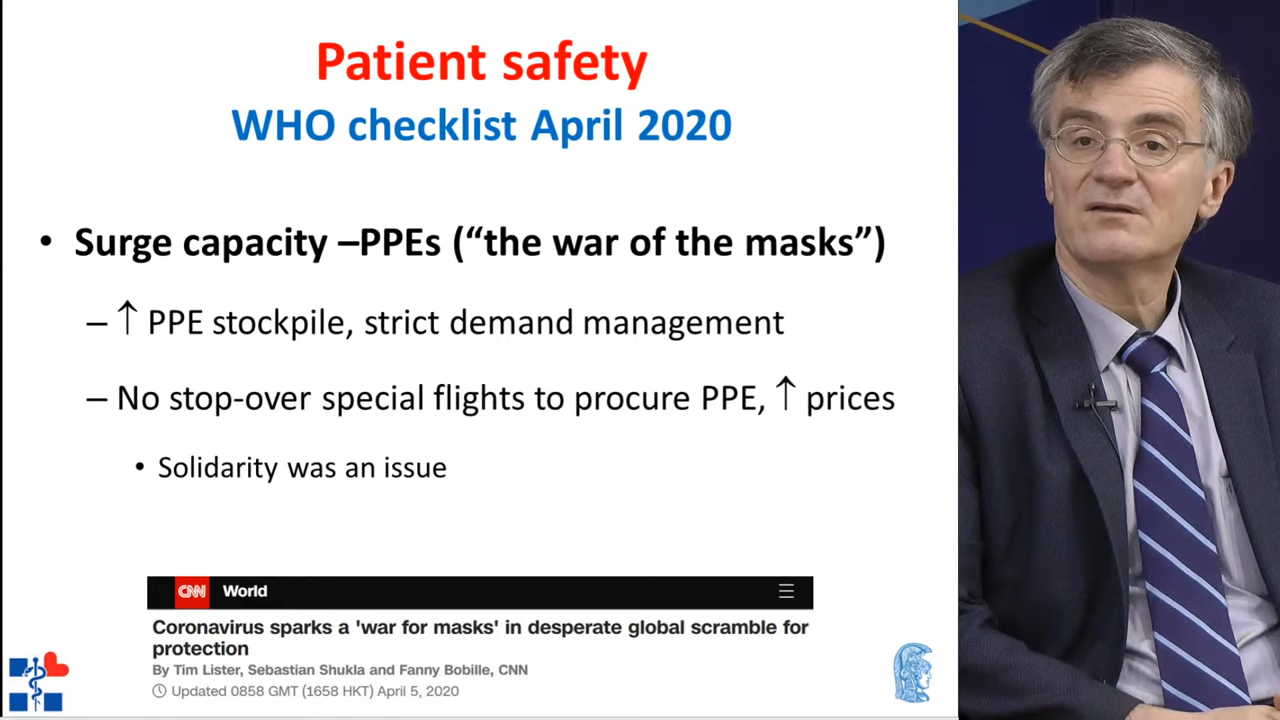 Patient safety
WHO checklist April 2020
• Surge capacity –PPEs (“the war of the masks”)
– ↑ PPE stockpile, strict demand management
– No stop-over special flights to procure PPE, ↑ prices
• Solidarity was an issue
CNN World
Coronavirus sparks a 'war for masks' in desperate global scramble for
protection
By Tim Lister, Sebastian Shukla and Fanny Bobille, CNN
Updated 0858 GMT (1658 HKT) April 5, 2020